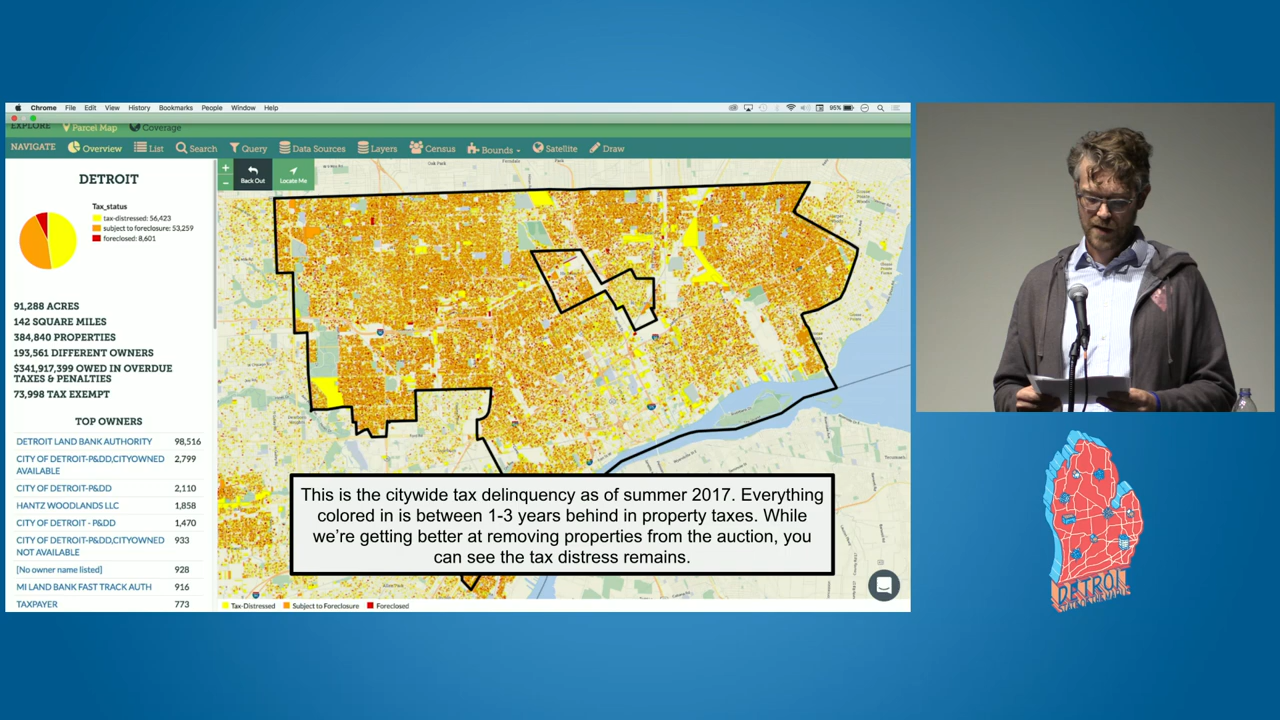 Chrome File Edit View History Bookmarks People Window Help
95%
EXPLORE Parcel Map Coverage
NAVIGATE Overview List Search Query Data Sources Layers Census Bounds Satellite Draw
DETROIT
Tax_status
tax-distressed: 56,423
subject to foreclosure: 53,259
foreclosed: 8,601
91,288 ACRES
142 SQUARE MILES
384,840 PROPERTIES
193,561 DIFFERENT OWNERS
$341,917,399 OWED IN OVERDUE
TAXES & PENALTIES
73,998 TAX EXEMPT
TOP OWNERS
DETROIT LAND BANK AUTHORITY 98,516
CITY OF DETROIT-P&DD,CITYOWNED 2,799
AVAILABLE
CITY OF DETROIT-P&DD 2,110
HANTZ WOODLANDS LLC 1,858
CITY OF DETROIT - P&DD 1,470
CITY OF DETROIT-P&DD,CITYOWNED 933
NOT AVAILABLE
[No owner name listed] 928
MI LAND BANK FAST TRACK AUTH 916
TAXPAYER 773
+
-
Back Out
Locate Me
This is the citywide tax delinquency as of summer 2017. Everything
colored in is between 1-3 years behind in property taxes. While
we're getting better at removing properties from the auction, you
can see the tax distress remains.
Tax-Distressed Subject to Foreclosure Foreclosed
DETROIT
STATE OF THE MAP US